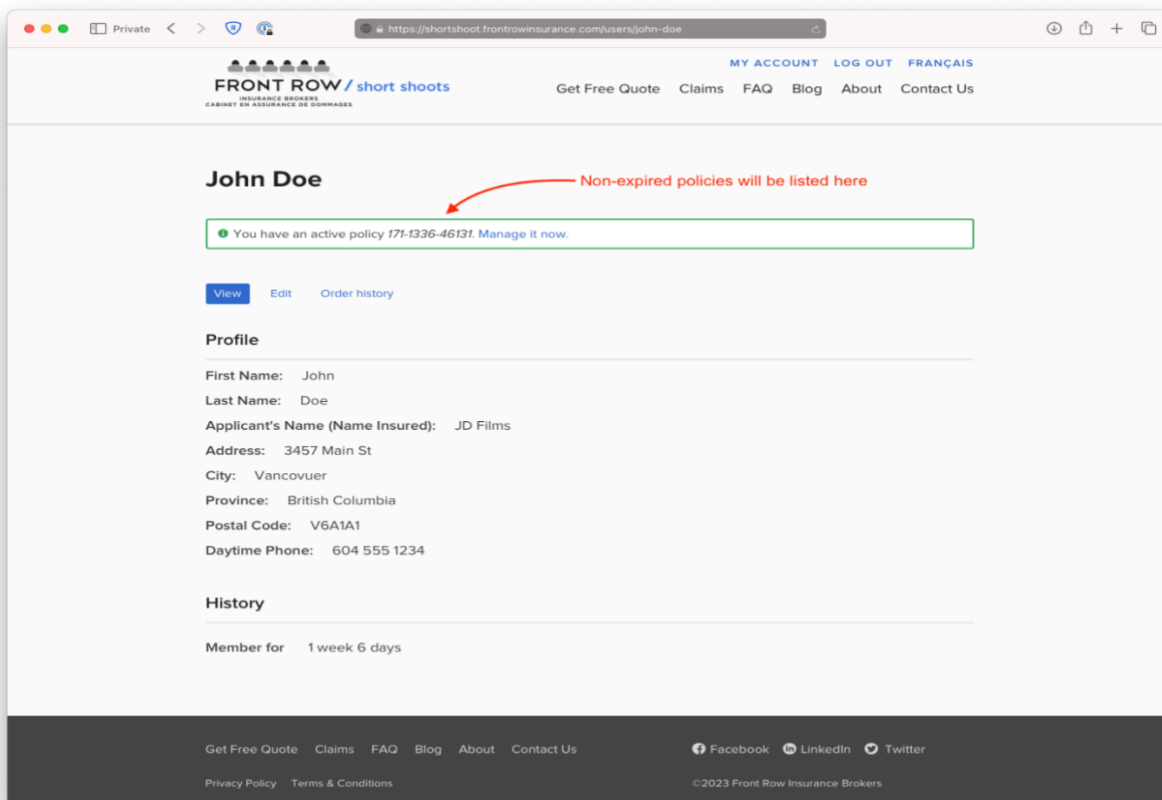 Private
https://shortshoot.frontrowinsurance.com/users/john-doe
MY ACCOUNT LOG OUT FRANÇAIS
FRONT ROW / short shoots
INSURANCE BROKERS
CABINET EN ASSURANCE DE DOMMAGES
Get Free Quote Claims FAQ Blog About Contact Us
John Doe
Non-expired policies will be listed here
You have an active policy 171-1336-46131. Manage it now.
View Edit Order history
Profile
First Name: John
Last Name: Doe
Applicant's Name (Name Insured): JD Films
Address: 3457 Main St
City: Vancovuer
Province: British Columbia
Postal Code: V6A1A1
Daytime Phone: 604 555 1234
History
Member for 1 week 6 days
Get Free Quote Claims FAQ Blog About Contact Us
Facebook LinkedIn Twitter
Privacy Policy Terms & Conditions
©2023 Front Row Insurance Brokers